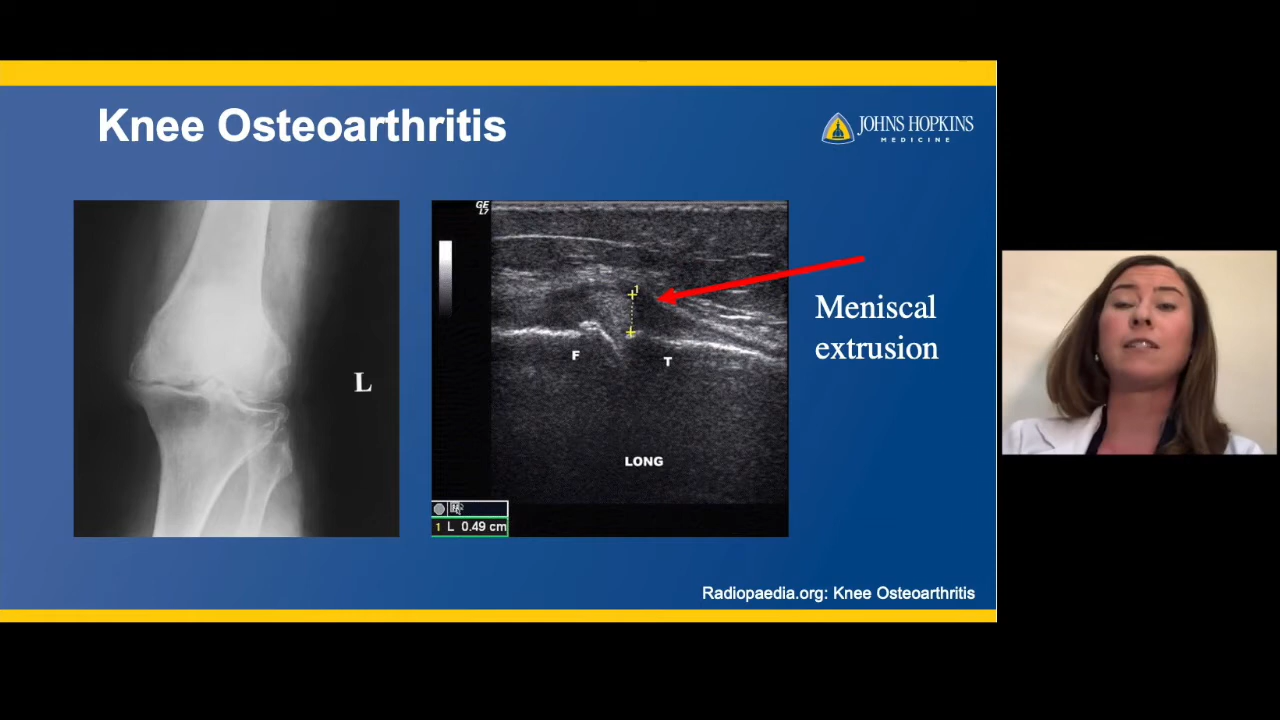 Knee Osteoarthritis
JOHNS HOPKINS
MEDICINE
L
GE
L7
1
F
T
LONG
1 L 0.49 cm
Meniscal
extrusion
Radiopaedia.org: Knee Osteoarthritis